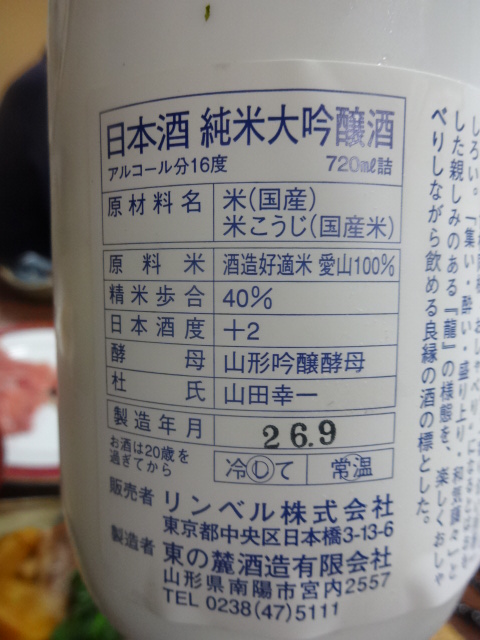 日本酒 純米大吟醸酒
アルコール分16度 720mℓ詰
原材料名 米(国産)
米こうじ(国産米)
原料米 酒造好適米 愛山100%
精米歩合 40%
日本酒度 +2
酵母 山形吟醸酵母
杜氏 山田幸一
製造年月 26.9
お酒は20歳を
過ぎてから
冷して 常温
販売者 リンベル株式会社
東京都中央区日本橋3-13-6
製造者 東の麓酒造有限会社
山形県南陽市宮内2557
TEL 0238(47)5111
した親しみのある『龍』の様態を、楽しくおしゃ
べりしながら飲める良縁の酒の標とした。